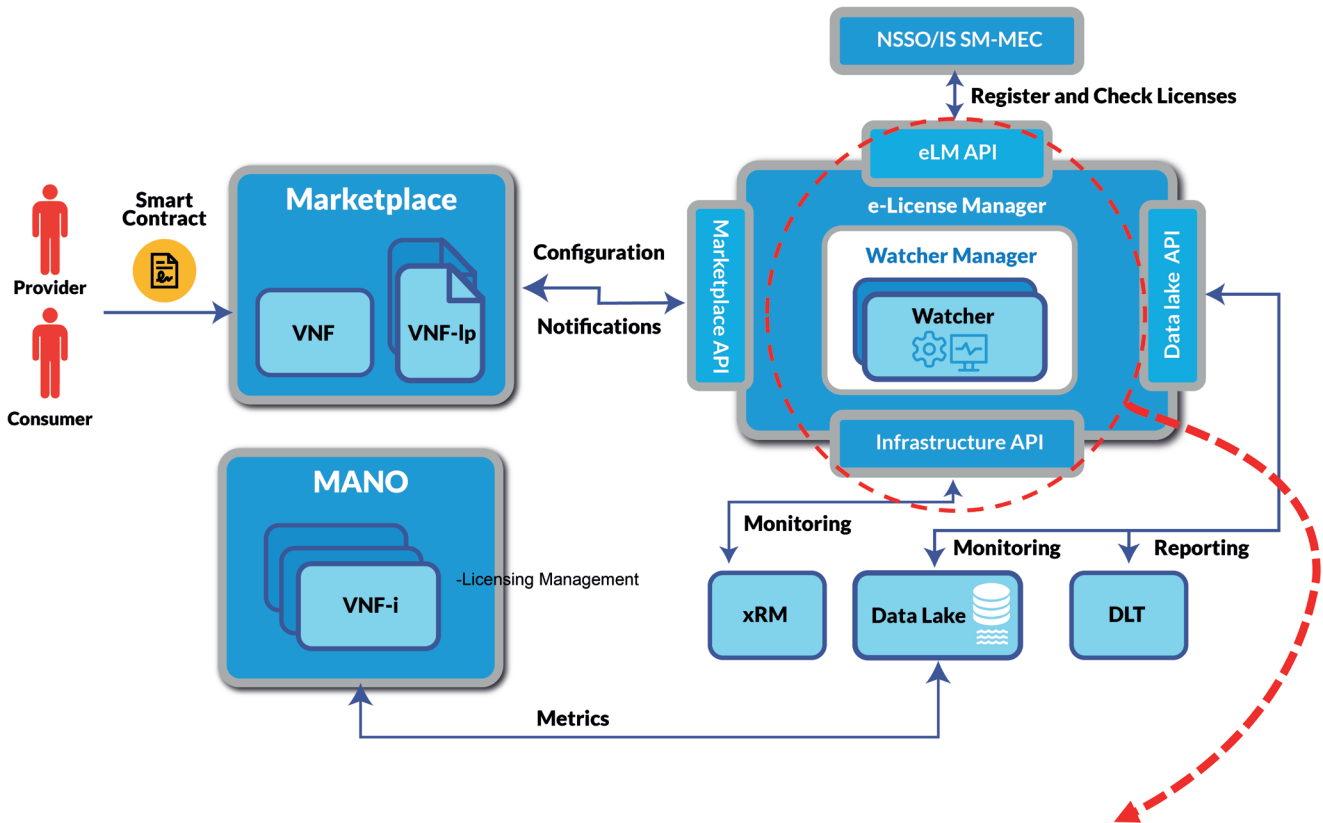 NSSO/IS SM-MEC
Register and Check Licenses
eLM API
e-License Manager
Watcher Manager
Watcher
Marketplace API
Data lake API
Infrastructure API
Provider
Consumer
Smart
Contract
Marketplace
VNF
VNF-lp
Configuration
Notifications
MANO
VNF-i
-Licensing Management
Monitoring
Monitoring
Reporting
xRM
Data Lake
DLT
Metrics